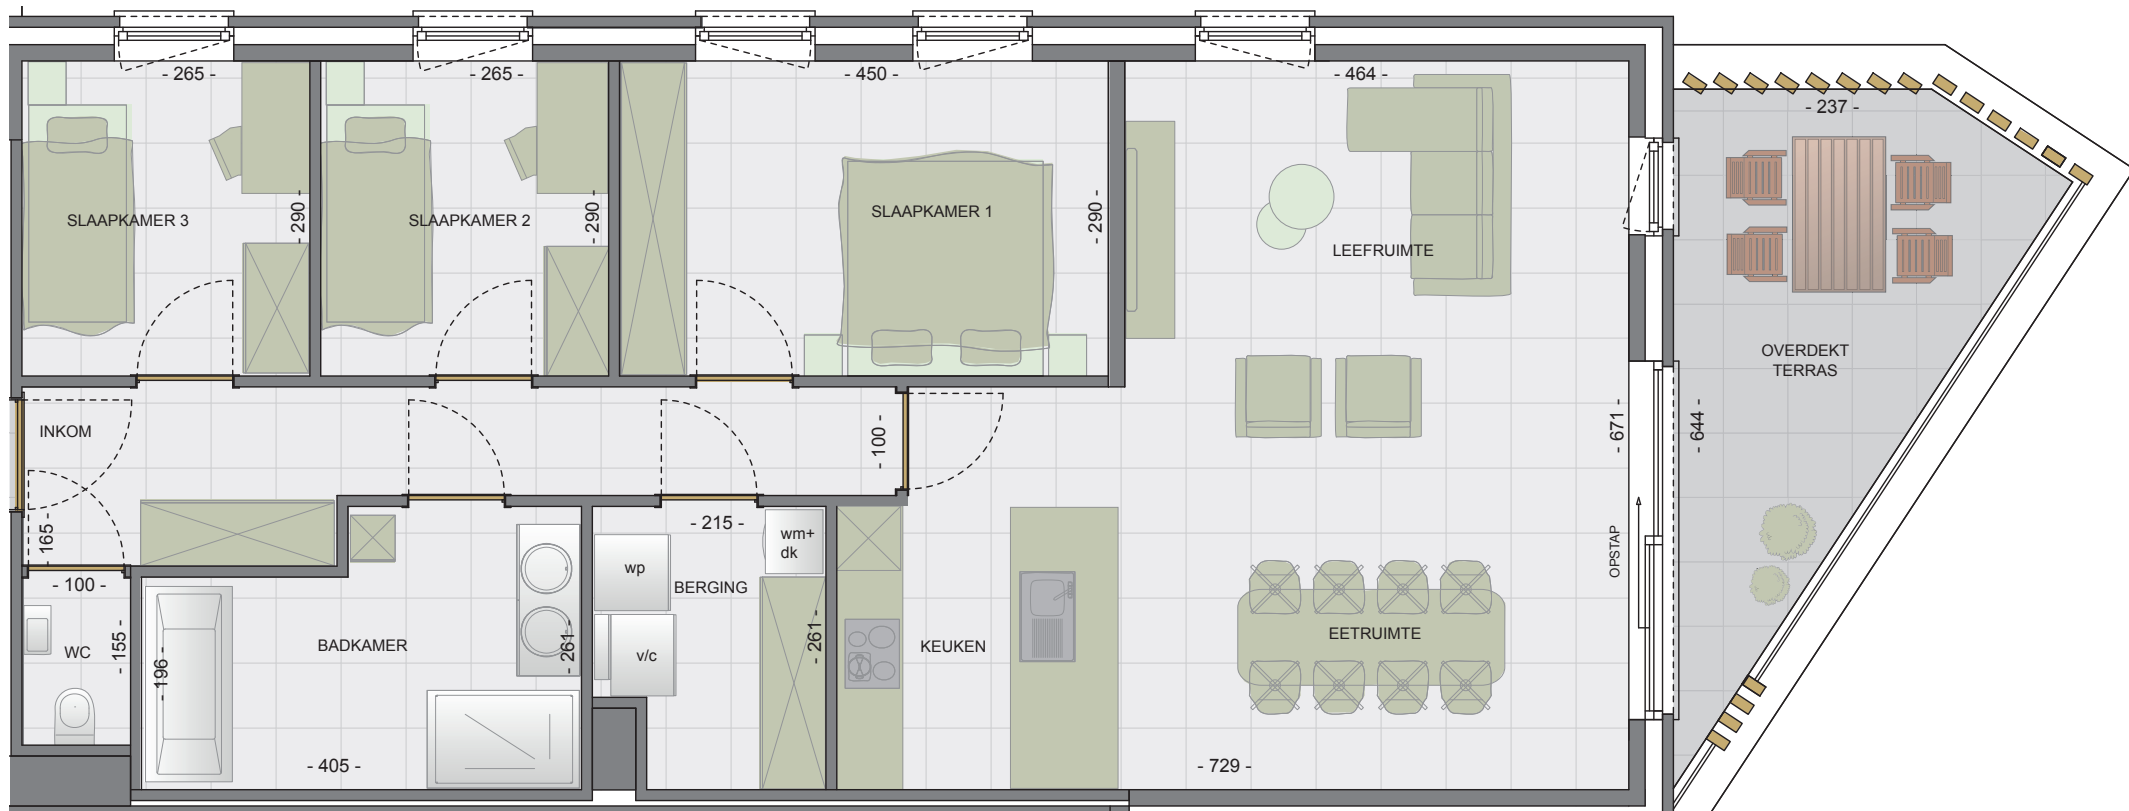 - 265 -
- 265 -
- 450 -
- 464 -
- 237 -
SLAAPKAMER 3
- 290 -
SLAAPKAMER 2
- 290 -
SLAAPKAMER 1
- 290 -
LEEFRUIMTE
OVERDEKT
TERRAS
INKOM
- 100 -
- 671 -
- 644 -
- 165 -
- 215 -
wm+
dk
OPSTAP
- 100 -
wp
BERGING
WC
- 155 -
- 196 -
BADKAMER
- 261 -
v/c
- 261 -
KEUKEN
EETRUIMTE
- 405 -
- 729 -